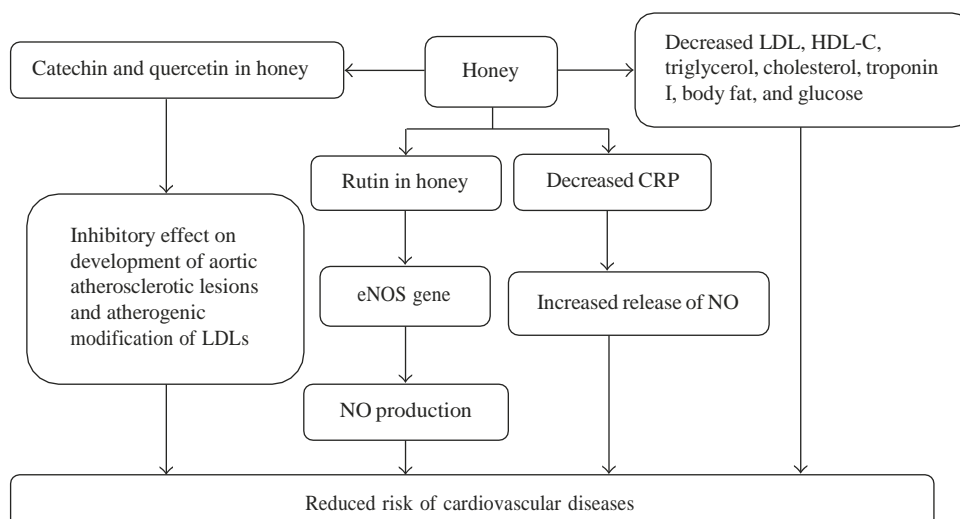 Catechin and quercetin in honey
Honey
Decreased LDL, HDL-C,
triglycerol, cholesterol, troponin
I, body fat, and glucose
Rutin in honey
Decreased CRP
Inhibitory effect on
development of aortic
atherosclerotic lesions
and atherogenic
modification of LDLs
eNOS gene
Increased release of NO
NO production
Reduced risk of cardiovascular diseases